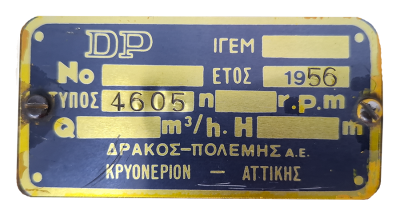 DP ΙΓΕΜ
No ΕΤΟΣ 1956
ΤΥΠΟΣ 4605 n r.p.m
Q m³/h. H m
ΔΡΑΚΟΣ-ΠΟΛΕΜΗΣ Α.Ε.
ΚΡΥΟΝΕΡΙΟΝ - ΑΤΤΙΚΗΣ